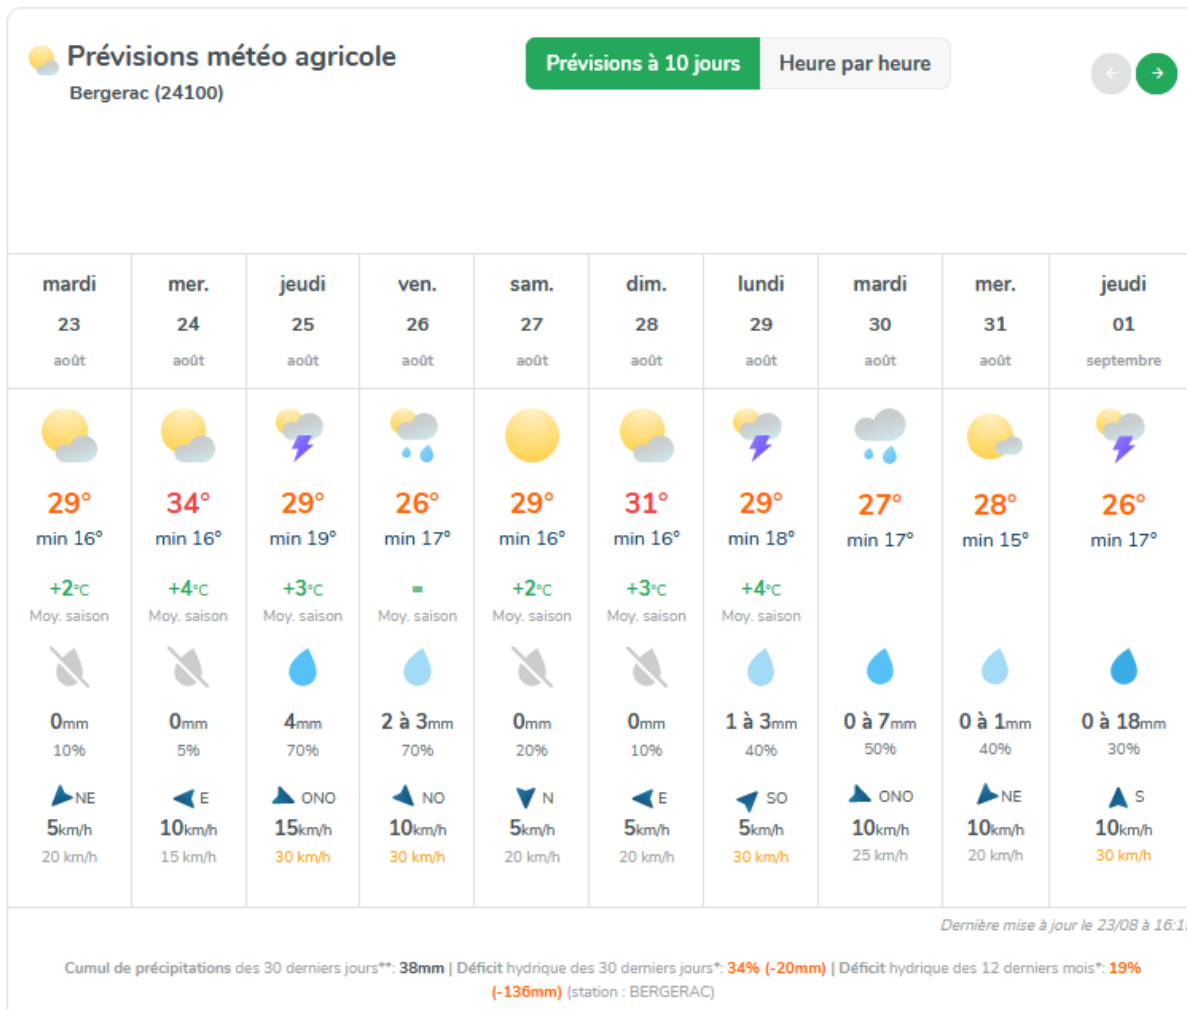 Prévisions météo agricole
Bergerac (24100)
Prévisions à 10 jours Heure par heure
mardi mer. jeudi ven. sam. dim. lundi mardi mer. jeudi
23 24 25 26 27 28 29 30 31 01
août août août août août août août août août septembre
29° 34° 29° 26° 29° 31° 29° 27° 28° 26°
min 16° min 16° min 19° min 17° min 16° min 16° min 18° min 17° min 15° min 17°
+2°C +4°C +3°C = +2°C +3°C +4°C
Moy. saison Moy. saison Moy. saison Moy. saison Moy. saison Moy. saison Moy. saison
0mm 0mm 4mm 2 à 3mm 0mm 0mm 1 à 3mm 0 à 7mm 0 à 1mm 0 à 18mm
10% 5% 70% 70% 20% 10% 40% 50% 40% 30%
NE E ONO NO N E SO ONO NE S
5km/h 10km/h 15km/h 10km/h 5km/h 5km/h 5km/h 10km/h 10km/h 10km/h
20 km/h 15 km/h 30 km/h 30 km/h 20 km/h 20 km/h 30 km/h 25 km/h 20 km/h 30 km/h
Dernière mise à jour le 23/08 à
Cumul de précipitations des 30 derniers jours**: 38mm | Déficit hydrique des 30 derniers jours*: 34% (-20mm) | Déficit hydrique des 12 derniers mois*: 19%
(-136mm) (station : BERGERAC)